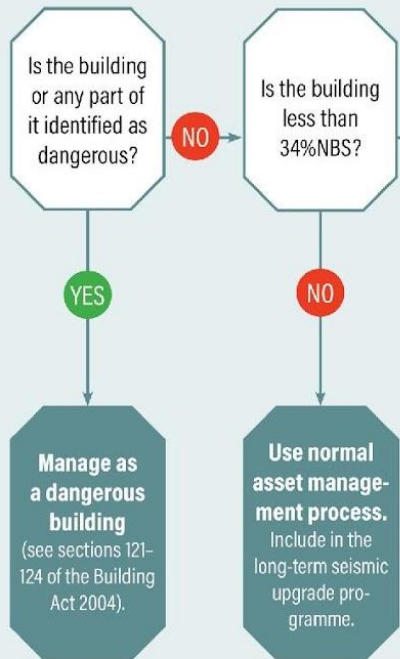 Is the building
or any part of
it identified as
dangerous?
NO
Is the building
less than
34%NBS?
YES
NO
Manage as
a dangerous
building
(see sections 121–
124 of the Building
Act 2004).
Use normal
asset manage-
ment process.
Include in the
long-term seismic
upgrade pro-
gramme.